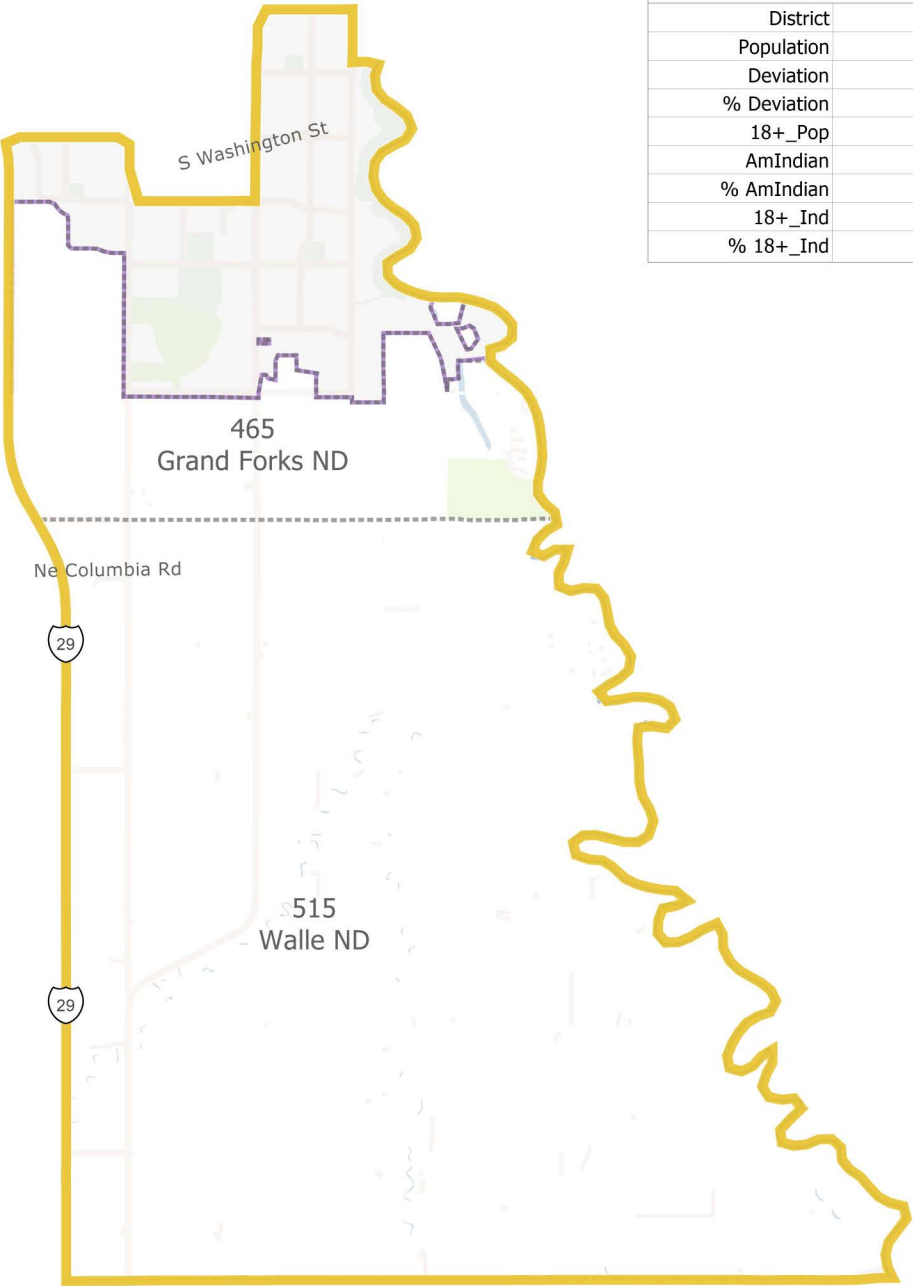 District
Population
Deviation
% Deviation
18+_Pop
AmIndian
% AmIndian
18+_Ind
% 18+_Ind
S Washington St
465
Grand Forks ND
Ne Columbia Rd
29
515
Walle ND
29